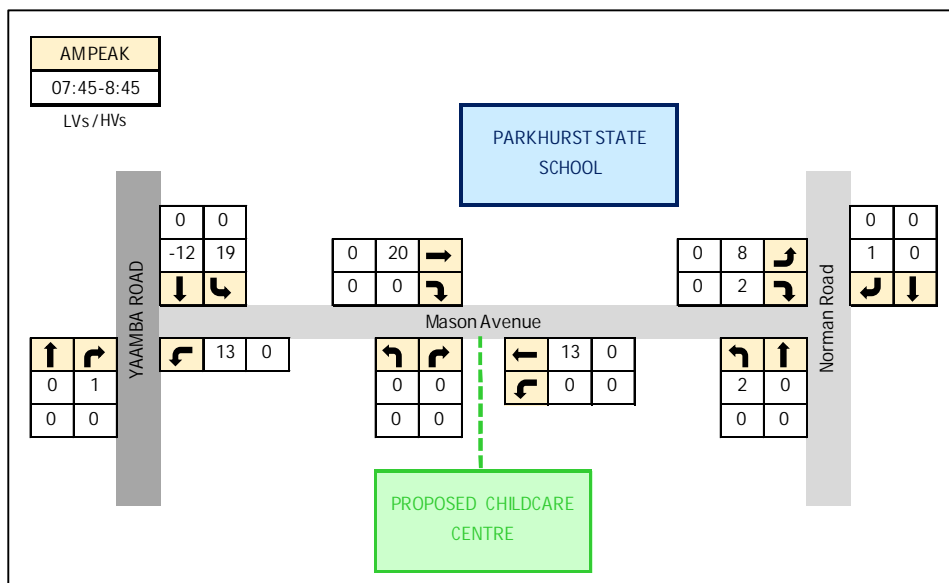 AM PEAK
07:45-8:45
LVs / HVs
PARKHURST STATE
SCHOOL
0 0
-12 19
0 20
0 0
0 8
0 2
0 0
1 0
YAAMBA ROAD
Mason Avenue
Norman Road
0 1
0 0
13 0
0 0
0 0
13 0
0 0
2 0
0 0
PROPOSED CHILDCARE
CENTRE